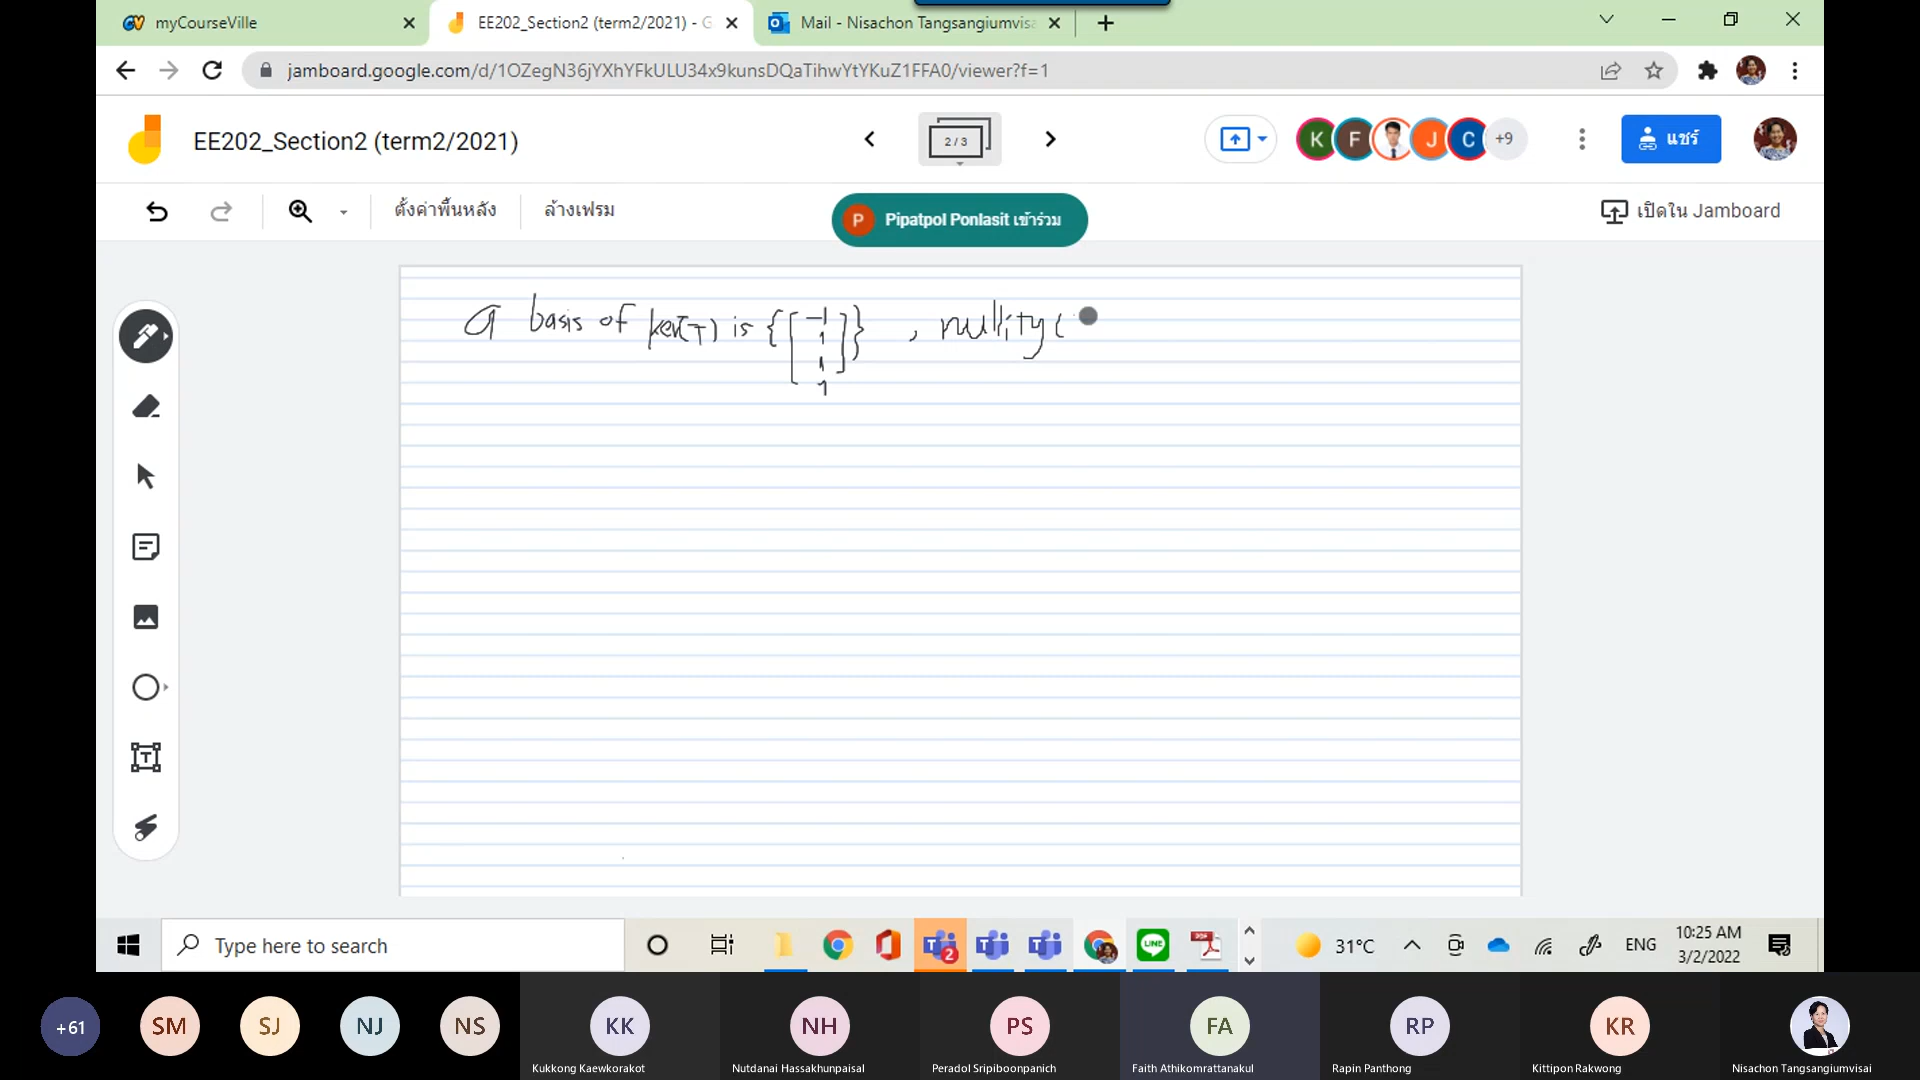 myCourseVille
EE202_Section2 (term2/2021) - G
Mail - Nisachon Tangsangiumvisa
jamboard.google.com/d/1OZegN36jYXhYFkULU34x9kunsDQaTihwYtYKuZ1FFA0/viewer?f=1
EE202_Section2 (term2/2021)
2 / 3
K F J C +9
แชร์
ตั้งค่าพื้นหลัง ล้างเฟรม
P Pipatpol Ponlasit เข้าร่วม
เปิดใน Jamboard
a basis of ker(T) is {[-1 1 1 1]} , nullity(
Type here to search
2
LINE
PDF
31°C
ENG
10:25 AM
3/2/2022
+61 SM SJ NJ NS KK NH PS FA RP KR
Kukkong Kaewkorakot Nutdanai Hassakhunpaisal Peradol Sripiboonpanich Faith Athikomrattanakul Rapin Panthong Kittipon Rakwong Nisachon Tangsangiumvisai